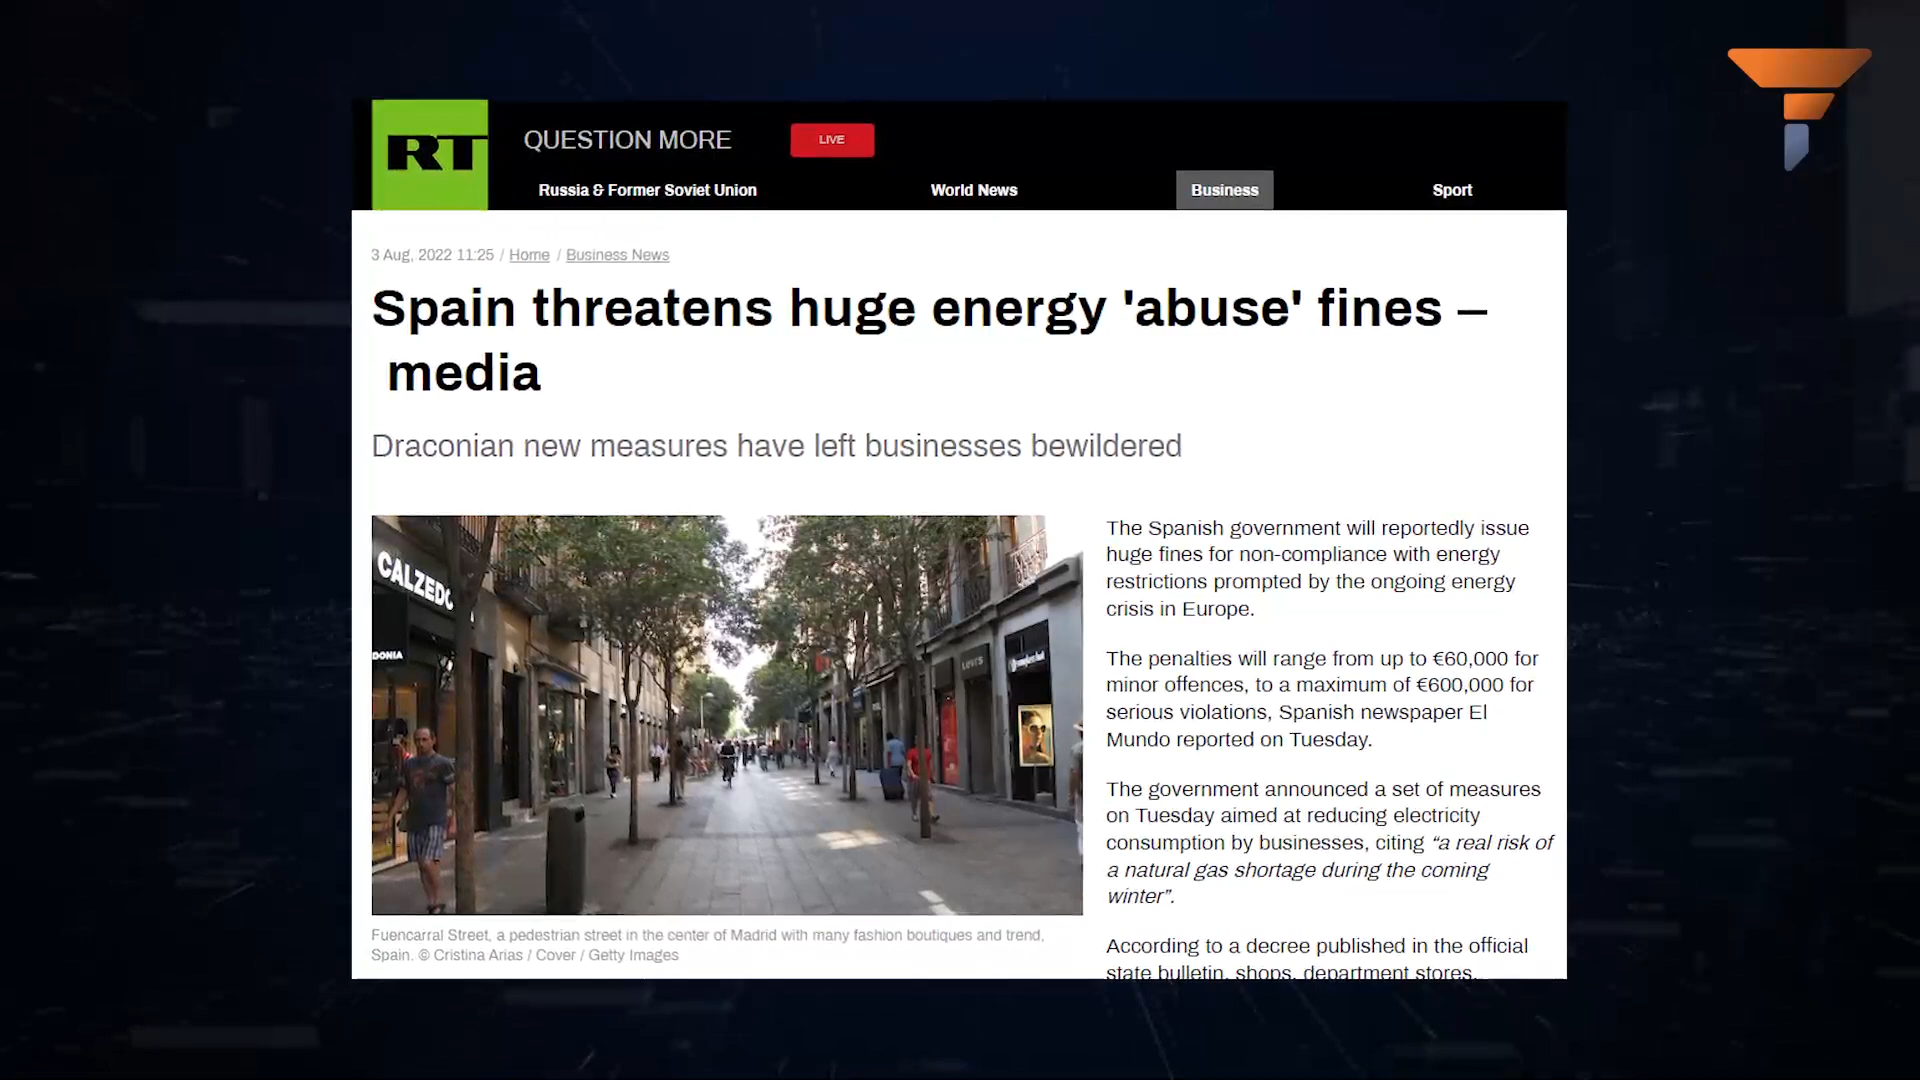 RT
QUESTION MORE
LIVE
Russia & Former Soviet Union
World News
Business
Sport
3 Aug, 2022 11:25 / Home / Business News
Spain threatens huge energy 'abuse' fines –
media
Draconian new measures have left businesses bewildered
CALZEDO
DONIA
LEVI'S
The Spanish government will reportedly issue
huge fines for non-compliance with energy
restrictions prompted by the ongoing energy
crisis in Europe.
The penalties will range from up to €60,000 for
minor offences, to a maximum of €600,000 for
serious violations, Spanish newspaper El
Mundo reported on Tuesday.
The government announced a set of measures
on Tuesday aimed at reducing electricity
consumption by businesses, citing “a real risk of
a natural gas shortage during the coming
winter”.
According to a decree published in the official
state bulletin, shops, department stores,
Fuencarral Street, a pedestrian street in the center of Madrid with many fashion boutiques and trend,
Spain. © Cristina Arias / Cover / Getty Images